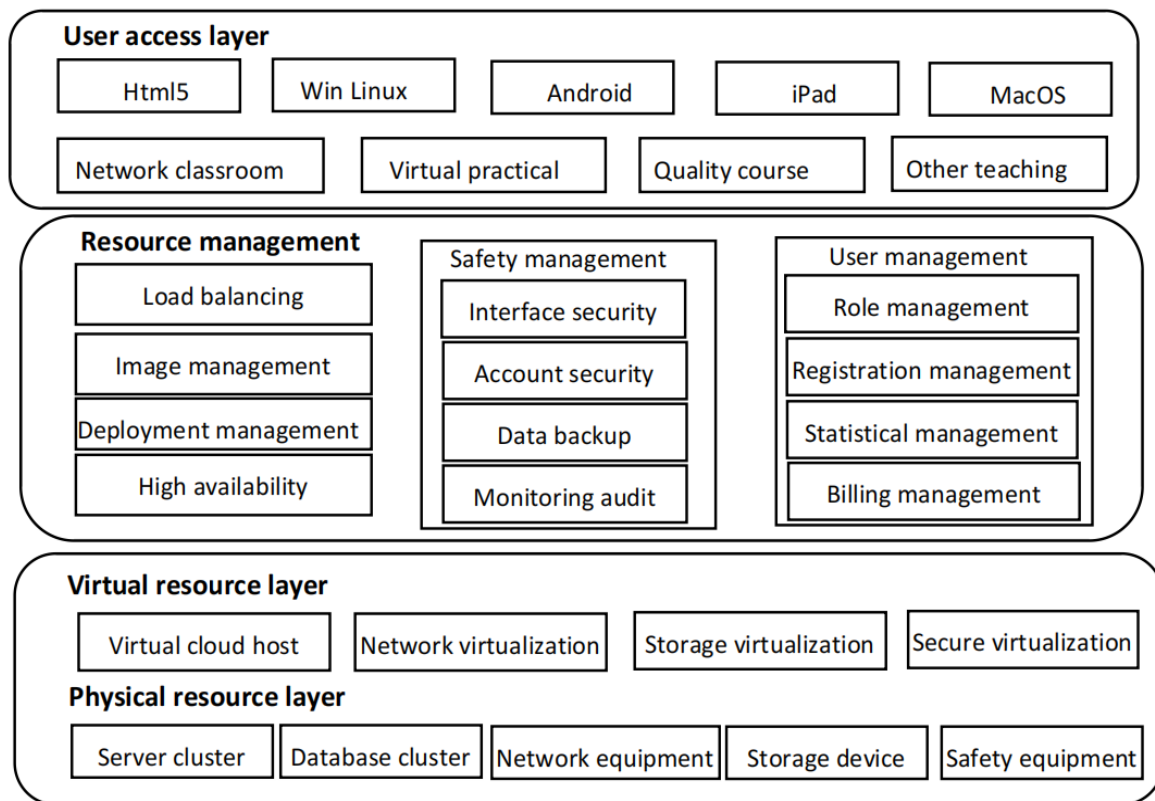 User access layer
Html5
Win Linux
Android
iPad
MacOS
Network classroom
Virtual practical
Quality course
Other teaching
Resource management
Load balancing
Image management
Deployment management
High availability
Safety management
Interface security
Account security
Data backup
Monitoring audit
User management
Role management
Registration management
Statistical management
Billing management
Virtual resource layer
Virtual cloud host
Network virtualization
Storage virtualization
Secure virtualization
Physical resource layer
Server cluster
Database cluster
Network equipment
Storage device
Safety equipment